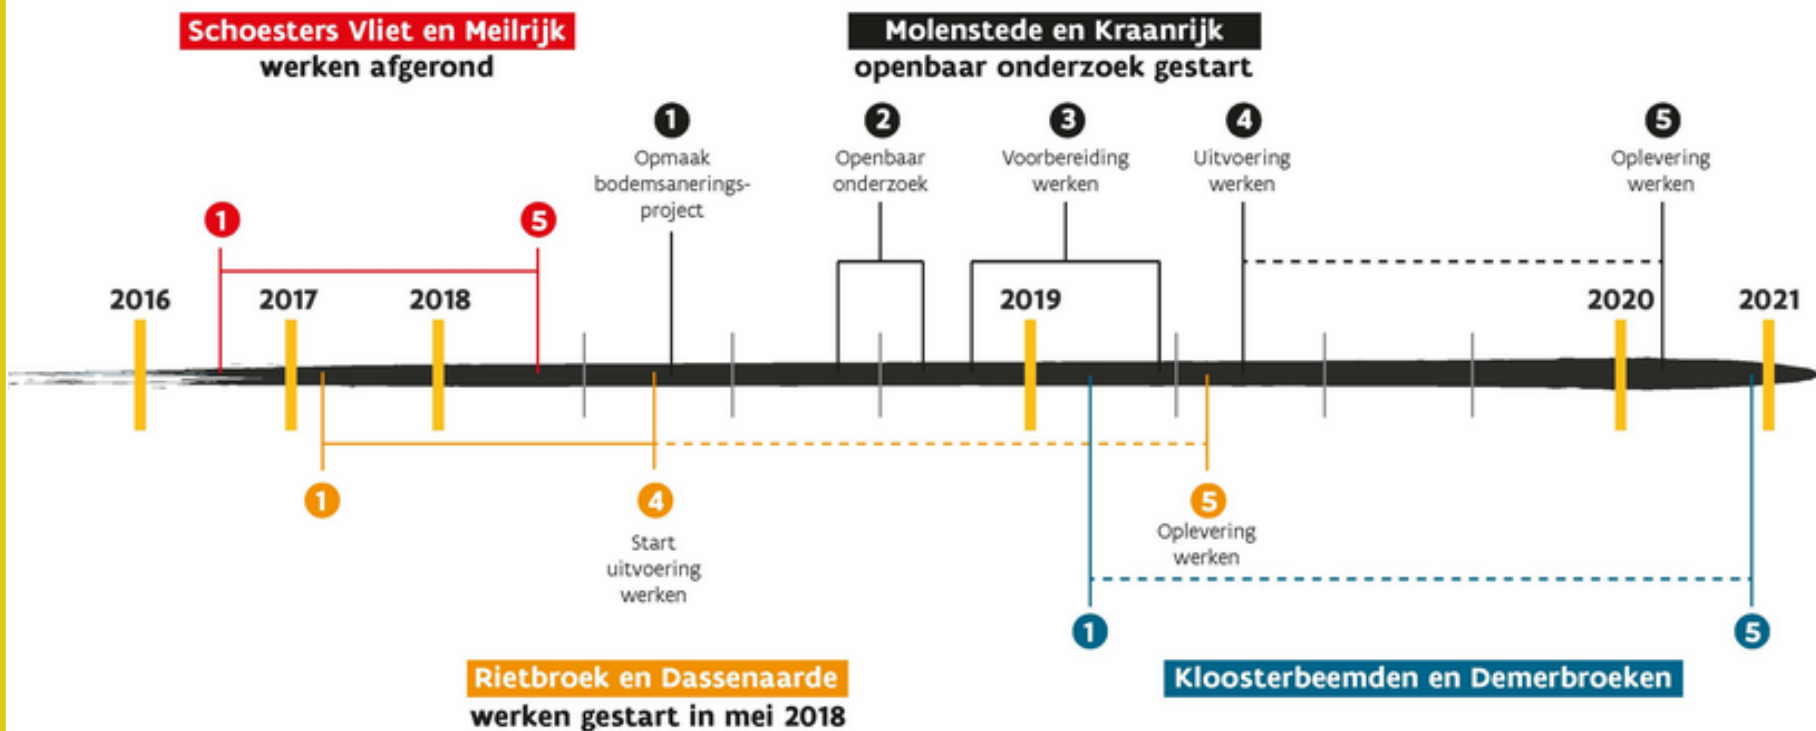 Schoesters Vliet en Meilrijk
werken afgerond
Molenstede en Kraanrijk
openbaar onderzoek gestart
1
Opmaak
bodemsanerings-
project
2
Openbaar
onderzoek
3
Voorbereiding
werken
4
Uitvoering
werken
5
Oplevering
werken
1
5
2016
2017
2018
2019
2020
2021
1
4
Start
uitvoering
werken
5
Oplevering
werken
1
5
Rietbroek en Dassenaarde
werken gestart in mei 2018
Kloosterbeemden en Demerbroeken